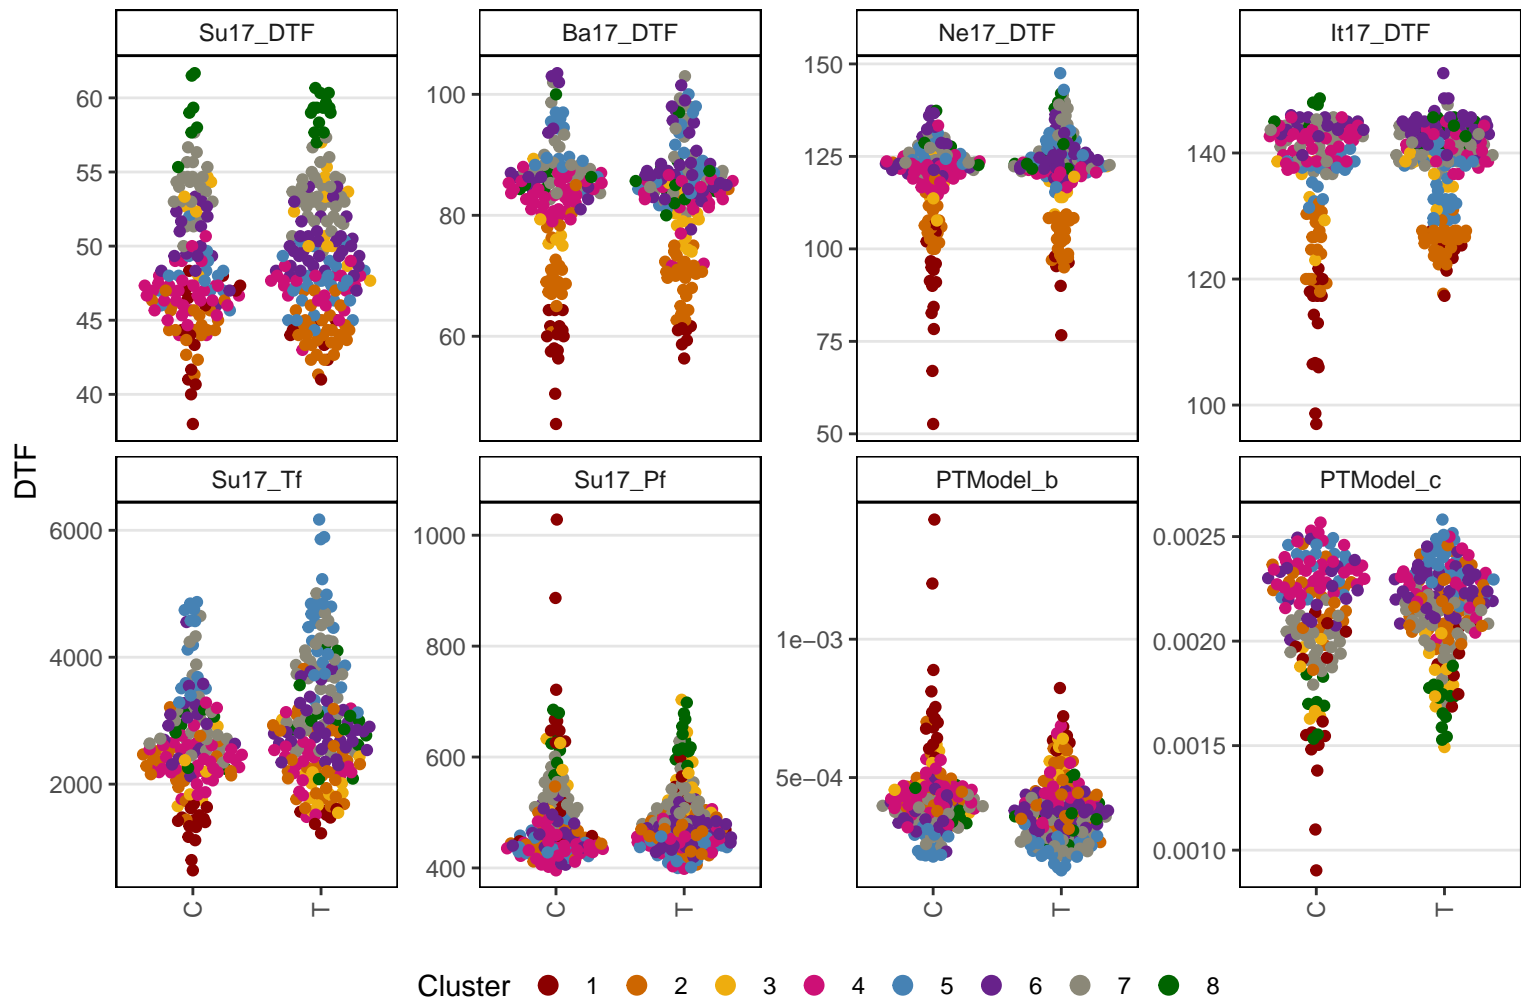 Su17_DTF Ba17_DTF Ne17_DTF It17_DTF
60 55 50 45 40
100 80 60
150 125 100 75 50
140 120 100
DTF
Su17_Tf Su17_Pf PTModel_b PTModel_c
6000 4000 2000
1000 800 600 400
1e−03 5e−04
0.0025 0.0020 0.0015 0.0010
C T C T C T C T
Cluster 1 2 3 4 5 6 7 8